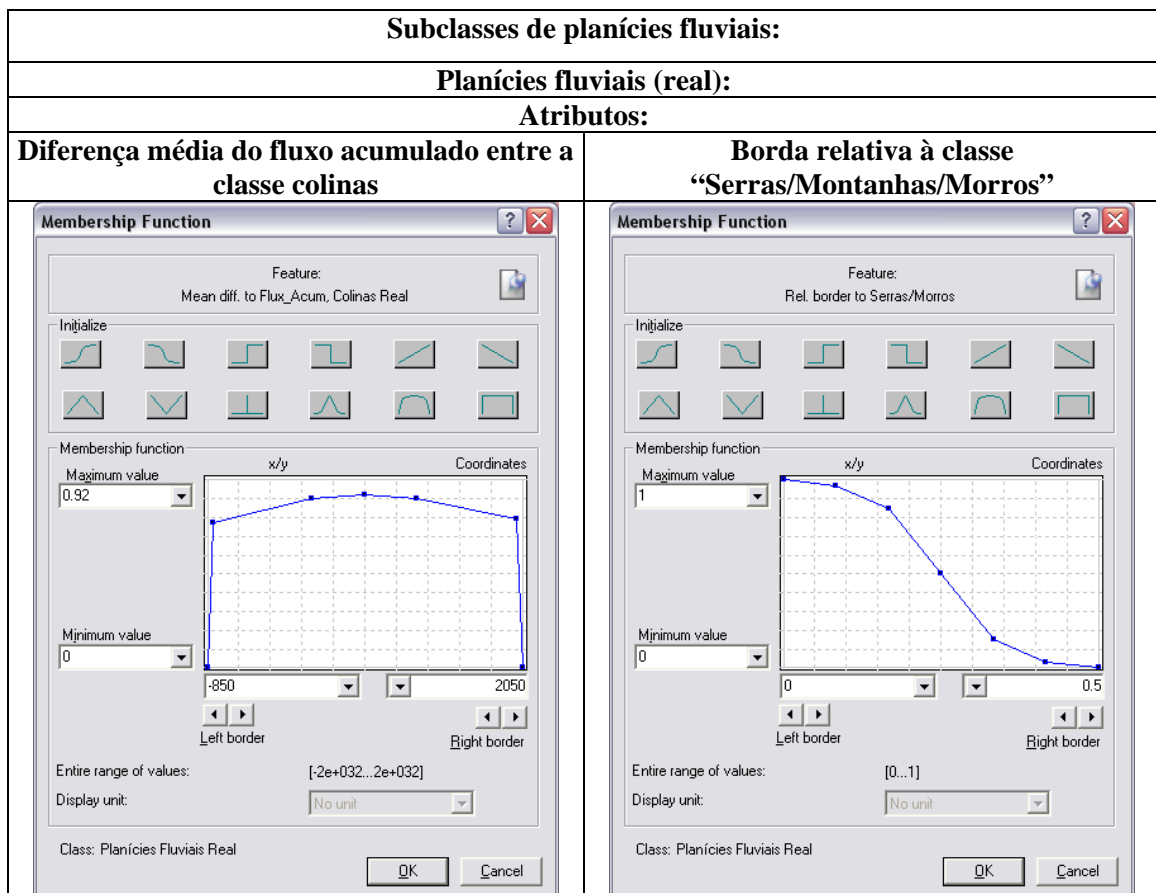 Subclasses de planícies fluviais:
Planícies fluviais (real):
Atributos:
Diferença média do fluxo acumulado entre a
classe colinas
Borda relativa à classe
“Serras/Montanhas/Morros”
Membership Function
Feature:
Mean diff. to Flux_Acum, Colinas Real
Initialize
Membership function
Maximum value
x/y
Coordinates
0.92
Minimum value
0
-850
2050
Left border
Right border
Entire range of values:
[-2e+032...2e+032]
Display unit:
No unit
Class: Planícies Fluviais Real
OK
Cancel
Membership Function
Feature:
Rel. border to Serras/Morros
Initialize
Membership function
Maximum value
x/y
Coordinates
1
Minimum value
0
0
0.5
Left border
Right border
Entire range of values:
[0...1]
Display unit:
No unit
Class: Planícies Fluviais Real
OK
Cancel